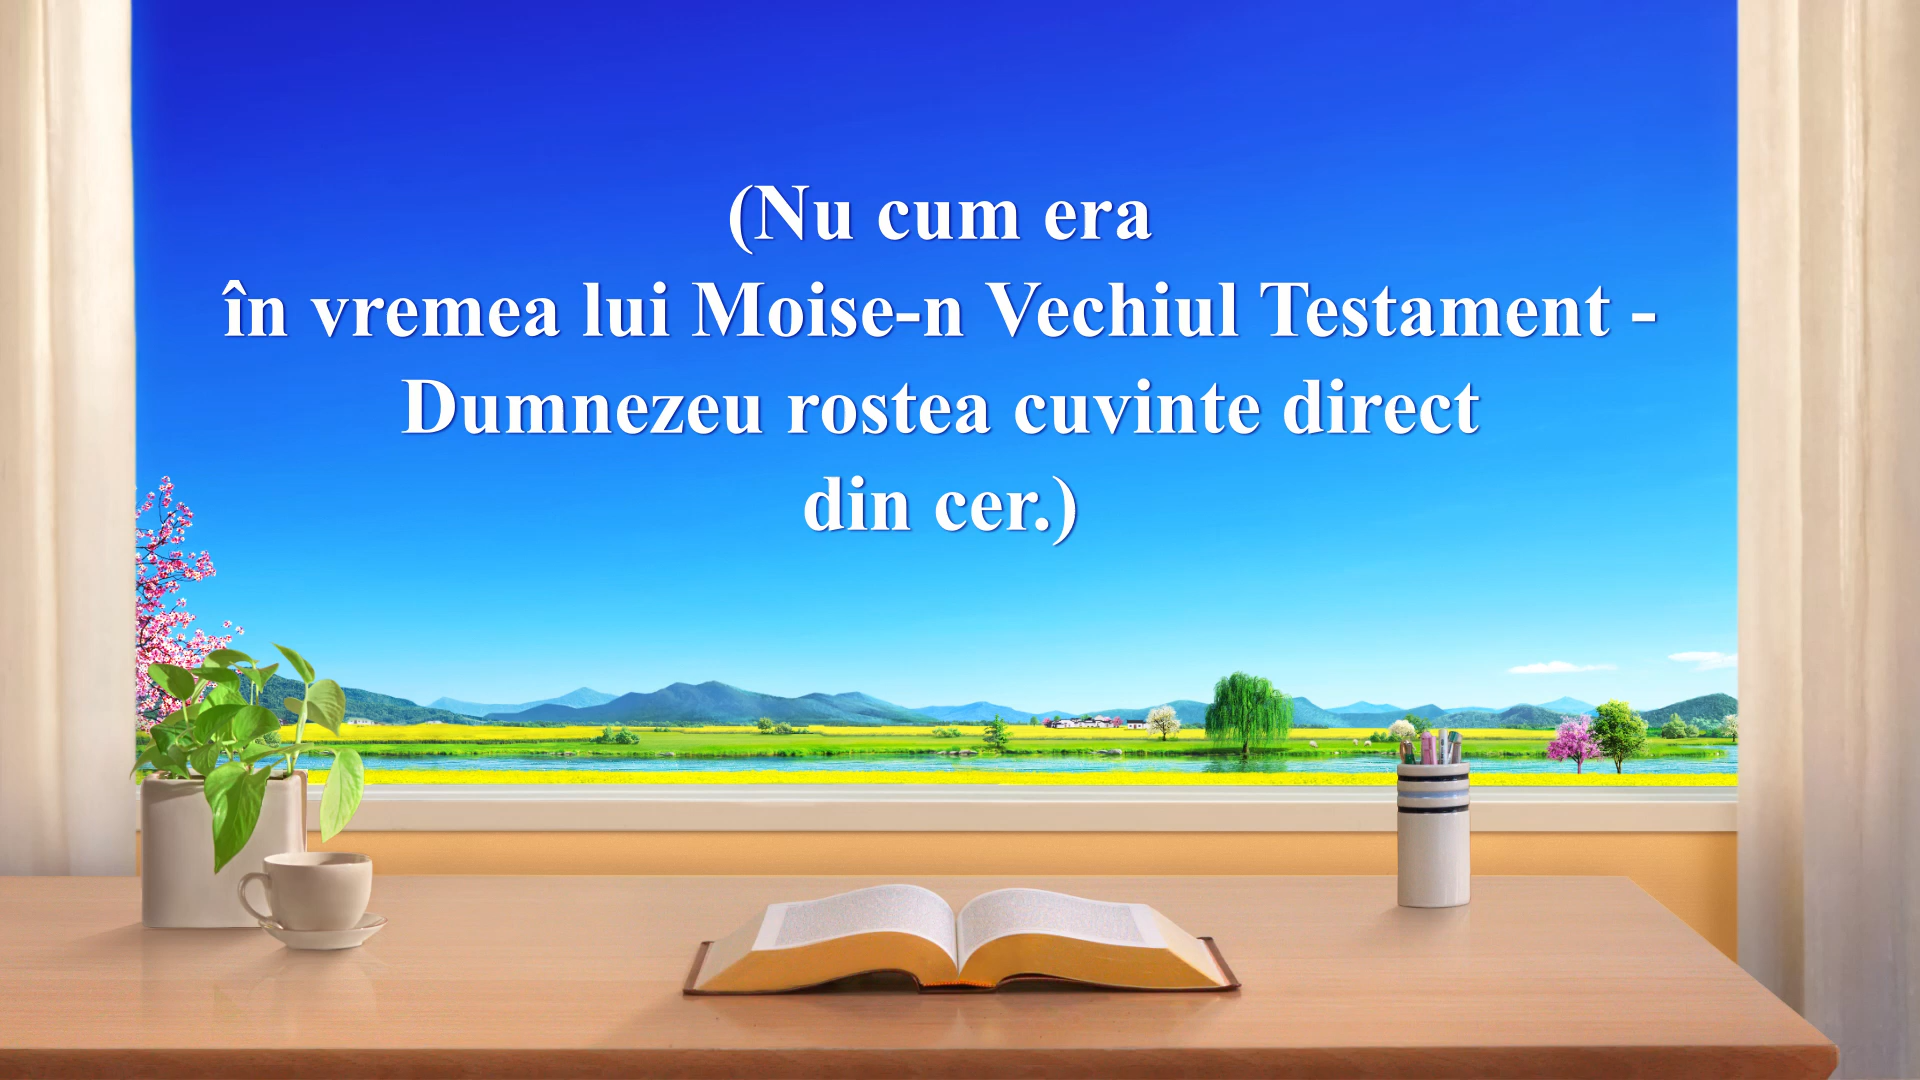 (Nu cum era
în vremea lui Moise-n Vechiul Testament -
Dumnezeu rostea cuvinte direct
din cer.)